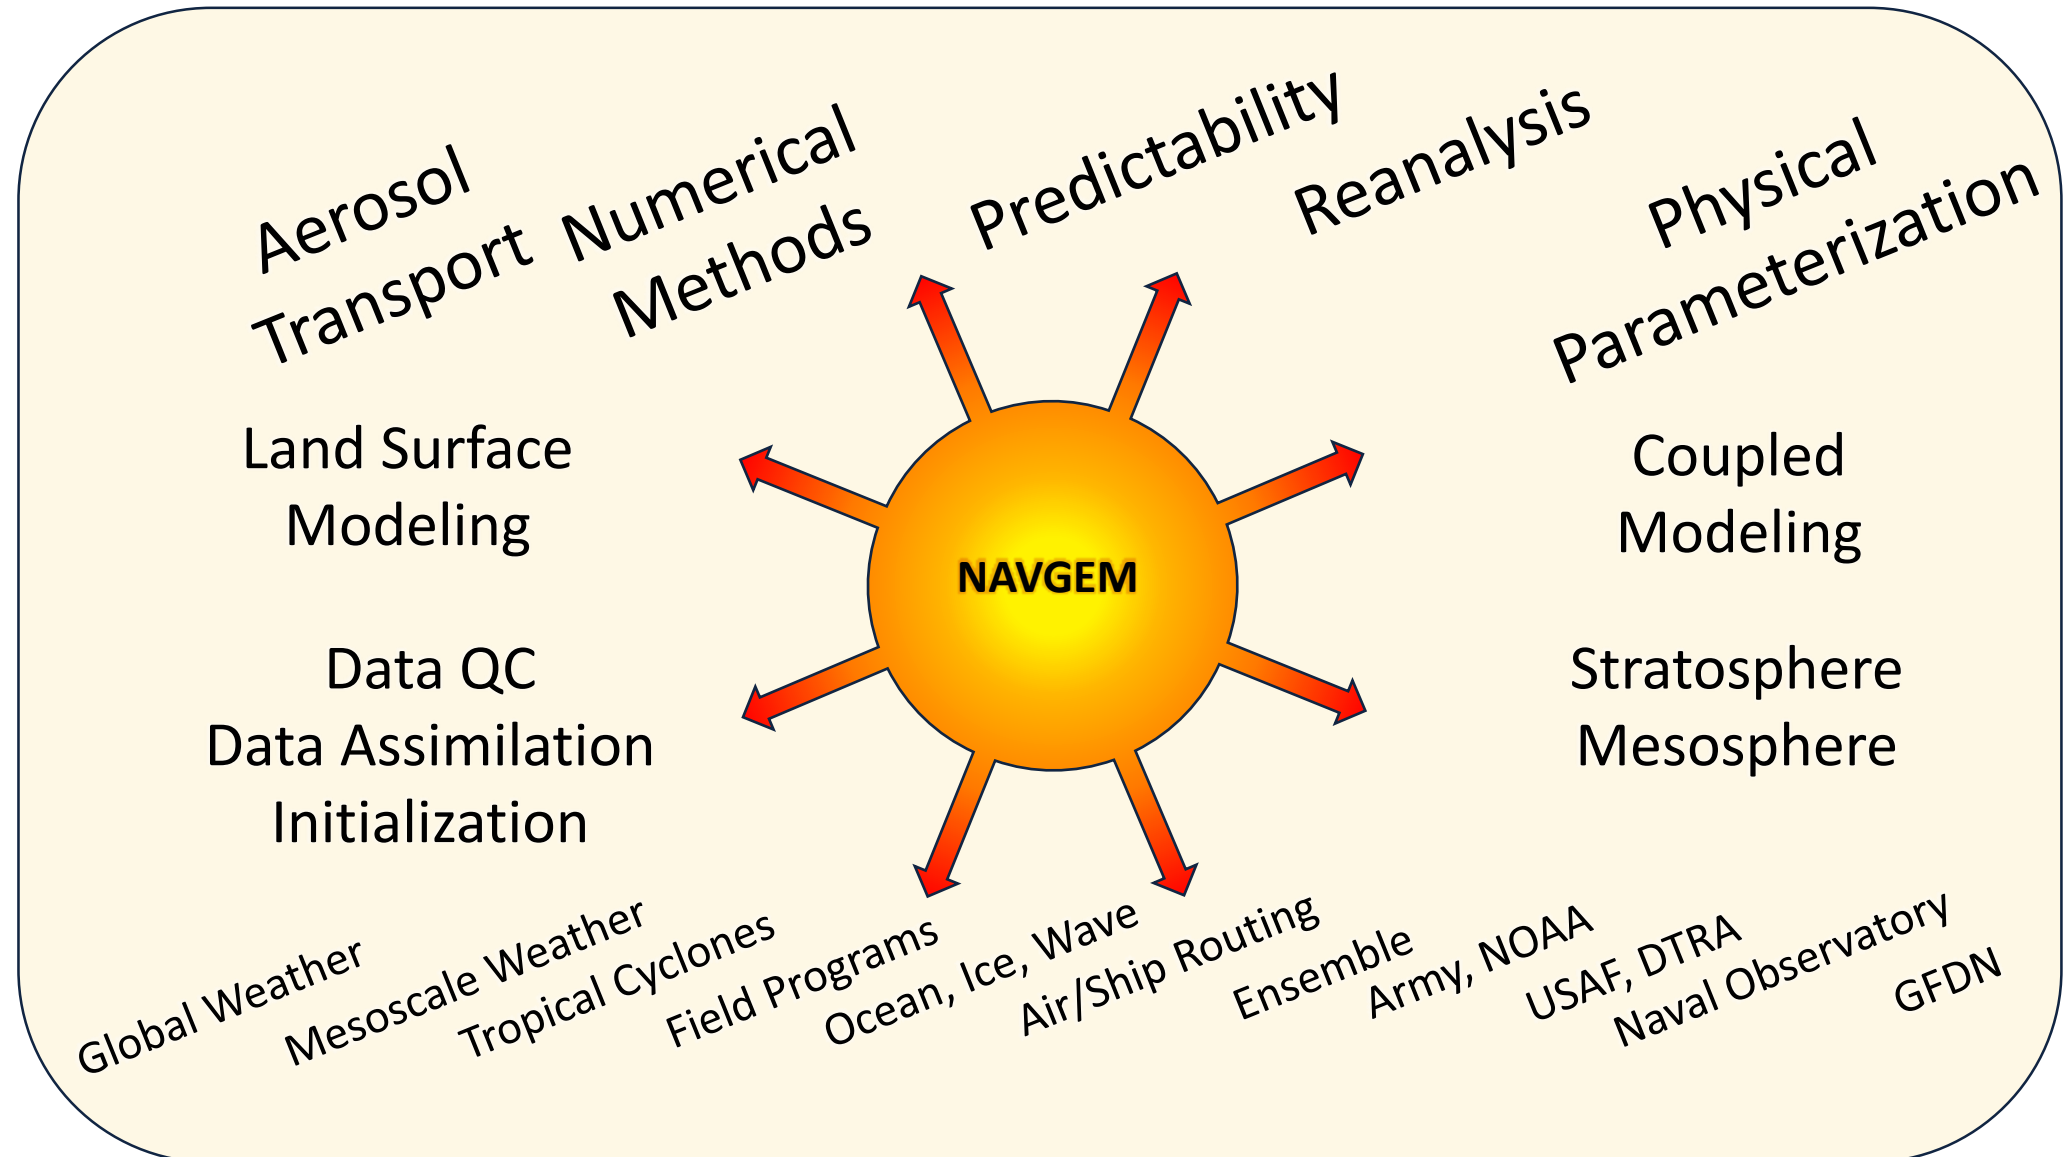 Aerosol
Transport
Numerical
Methods
Predictability
Reanalysis
Physical
Parameterization
Land Surface
Modeling
NAVGEM
Coupled
Modeling
Data QC
Data Assimilation
Initialization
Stratosphere
Mesosphere
Global Weather
Mesoscale Weather
Tropical Cyclones
Field Programs
Ocean, Ice, Wave
Air/Ship Routing
Ensemble
Army, NOAA
USAF, DTRA
Naval Observatory
GFDN